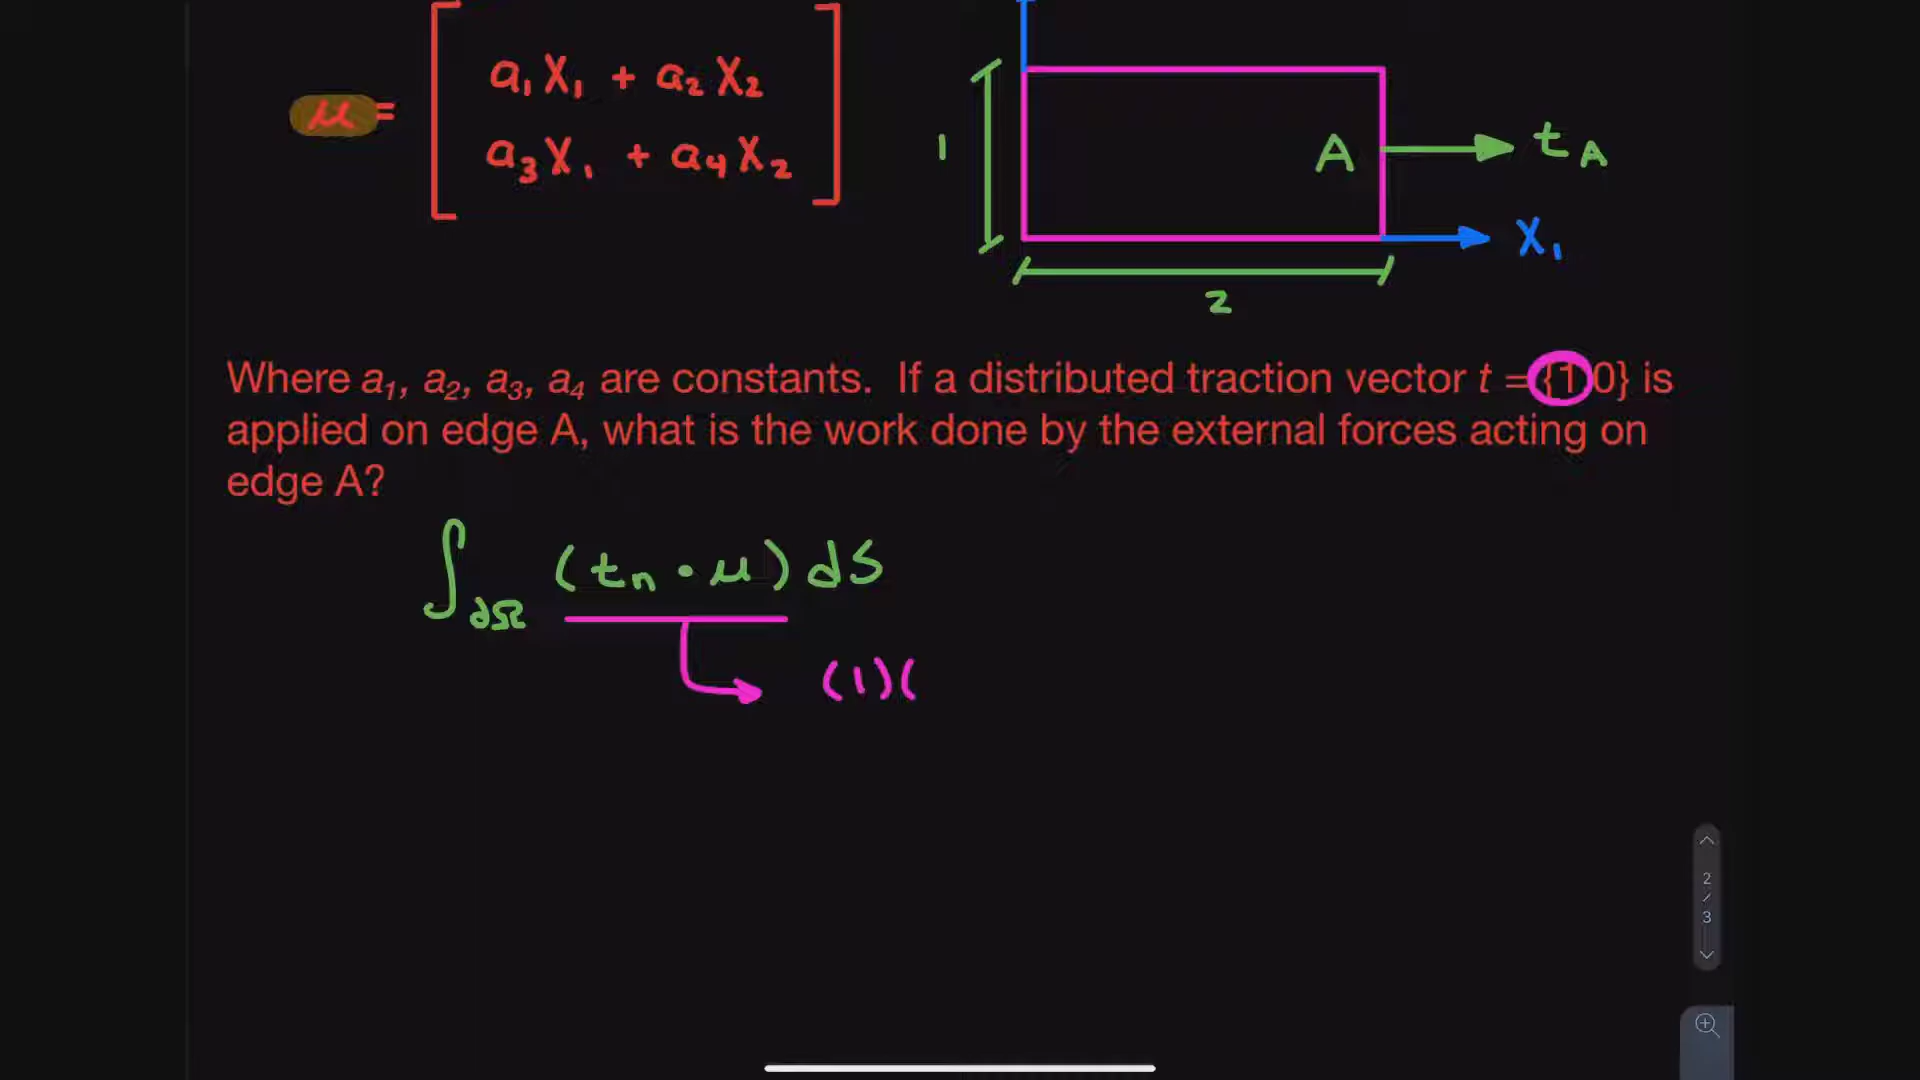 a₁X₁ + a₂X₂
u =
a₃X₁ + a₄X₂
1
A
t_A
X₁
2
Where a₁, a₂, a₃, a₄ are constants. If a distributed traction vector t = {1,0} is
applied on edge A, what is the work done by the external forces acting on
edge A?
∫_∂Ω (t_n · u) dS
(1)(
2
/
3